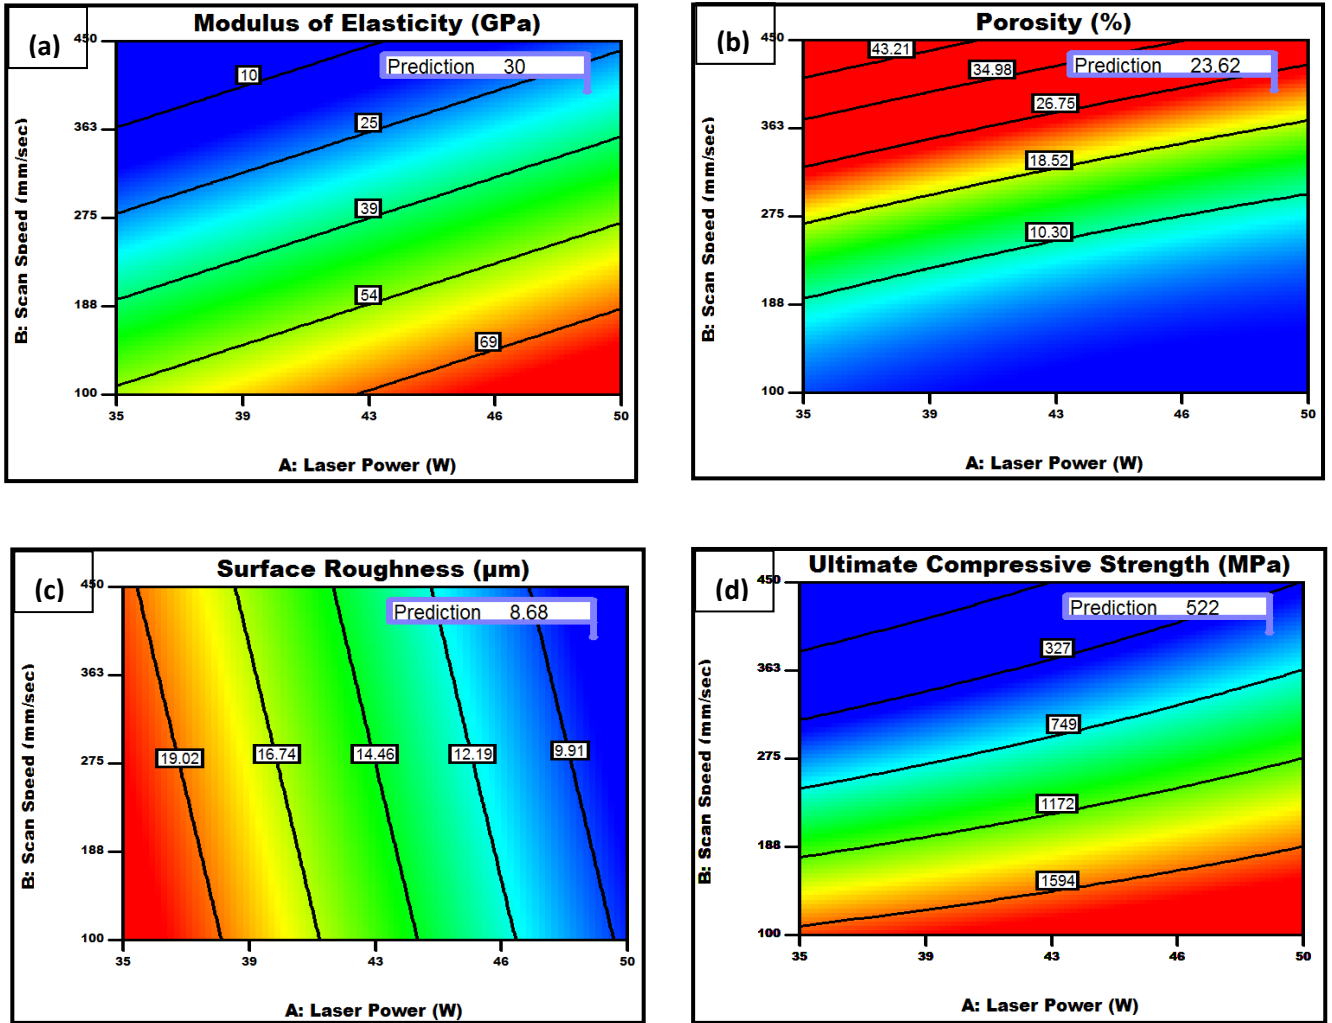 (a)
Modulus of Elasticity (GPa)
Prediction 30
B: Scan Speed (mm/sec)
450
363
275
188
100
10
25
39
54
69
35 39 43 46 50
A: Laser Power (W)
(b)
Porosity (%)
Prediction 23.62
B: Scan Speed (mm/sec)
450
363
275
188
100
43.21
34.98
26.75
18.52
10.30
35 39 43 46 50
A: Laser Power (W)
(c)
Surface Roughness (µm)
Prediction 8.68
B: Scan Speed (mm/sec)
450
363
275
188
100
19.02 16.74 14.46 12.19 9.91
35 39 43 46 50
A: Laser Power (W)
(d)
Ultimate Compressive Strength (MPa)
Prediction 522
B: Scan Speed (mm/sec)
450
363
275
188
100
327
749
1172
1594
35 39 43 46 50
A: Laser Power (W)